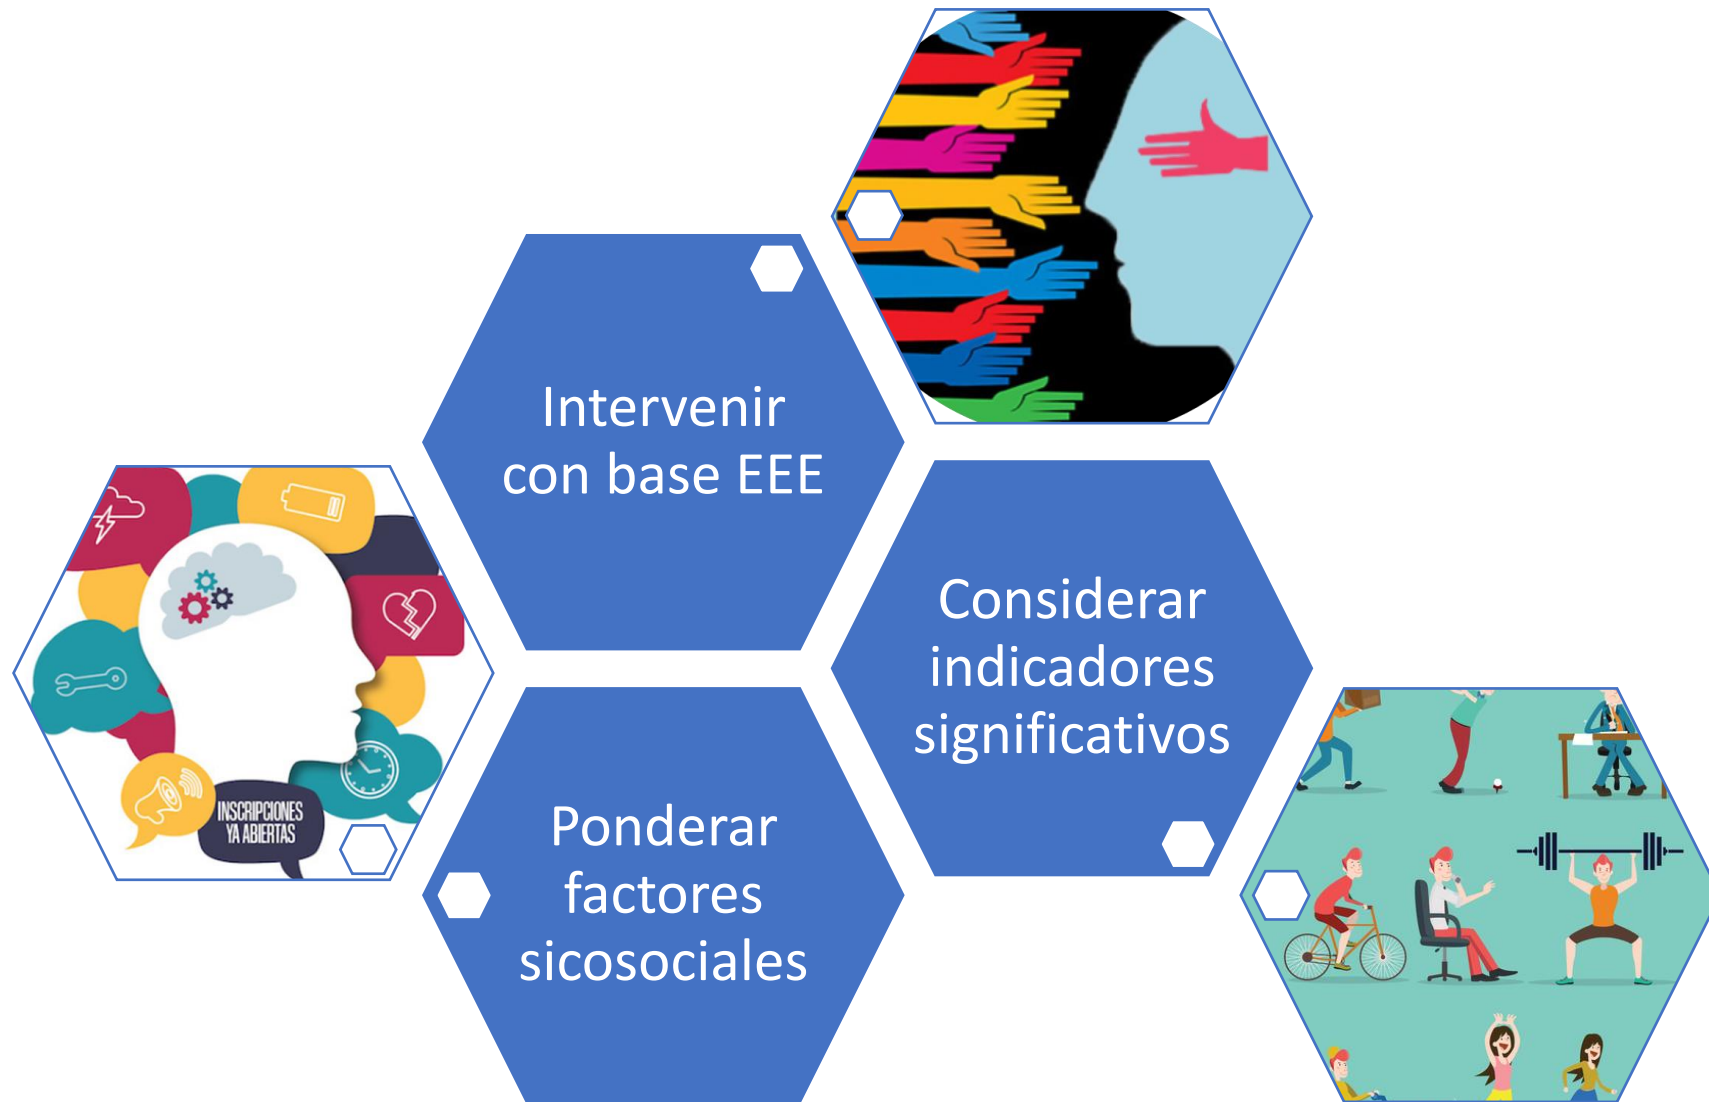 Intervenir
con base EEE
Considerar
indicadores
significativos
Ponderar
factores
sicosociales
INSCRIPCIONES
YA ABIERTAS